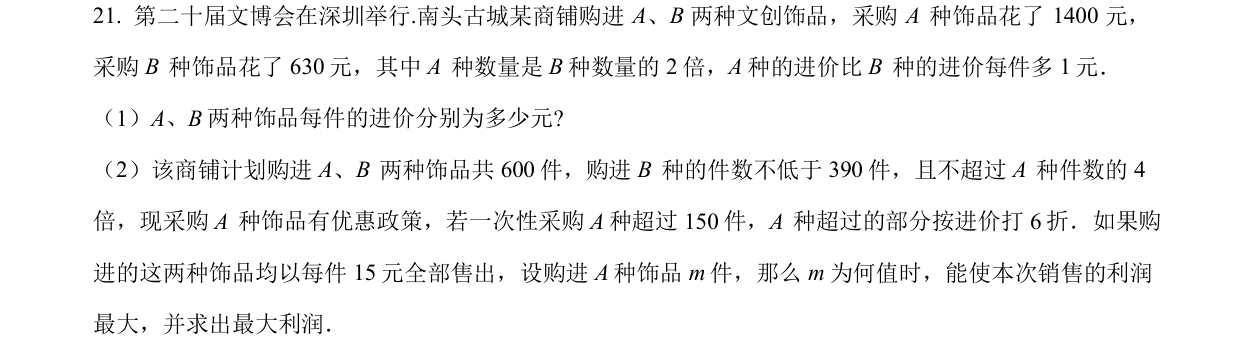 21. 第二十届文博会在深圳举行.南头古城某商铺购进 A、B 两种文创饰品，采购 A 种饰品花了 1400 元，
采购 B 种饰品花了 630 元，其中 A 种数量是 B 种数量的 2 倍，A 种的进价比 B 种的进价每件多 1 元．
（1）A、B 两种饰品每件的进价分别为多少元?
（2）该商铺计划购进 A、B 两种饰品共 600 件，购进 B 种的件数不低于 390 件，且不超过 A 种件数的 4
倍，现采购 A 种饰品有优惠政策，若一次性采购 A 种超过 150 件，A 种超过的部分按进价打 6 折．如果购
进的这两种饰品均以每件 15 元全部售出，设购进 A 种饰品 m 件，那么 m 为何值时，能使本次销售的利润
最大，并求出最大利润．